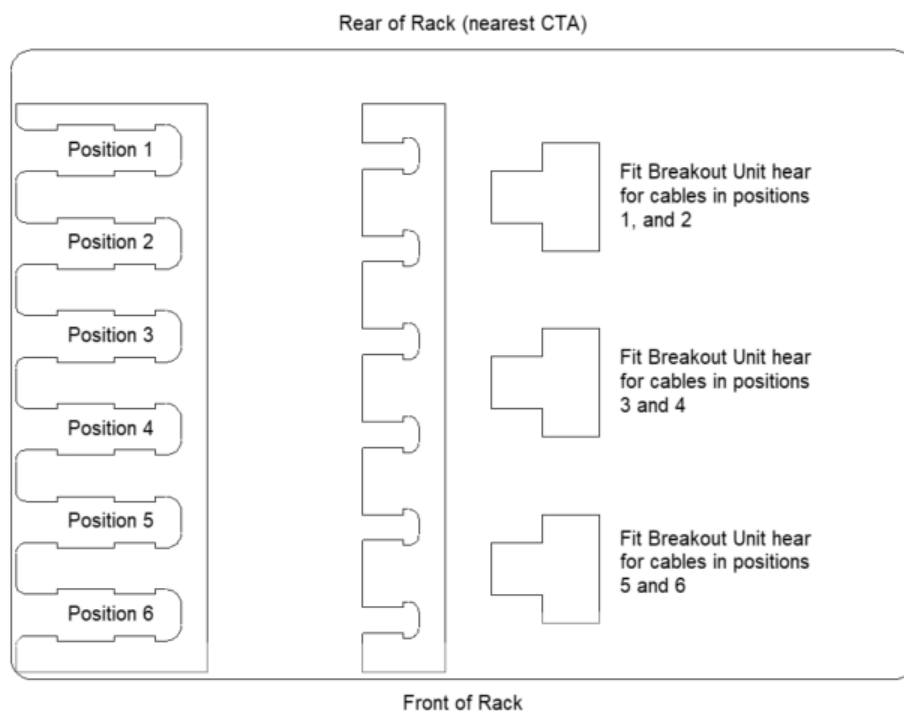 Rear of Rack (nearest CTA)
Position 1
Position 2
Position 3
Position 4
Position 5
Position 6
Fit Breakout Unit hear
for cables in positions
1, and 2
Fit Breakout Unit hear
for cables in positions
3 and 4
Fit Breakout Unit hear
for cables in positions
5 and 6
Front of Rack